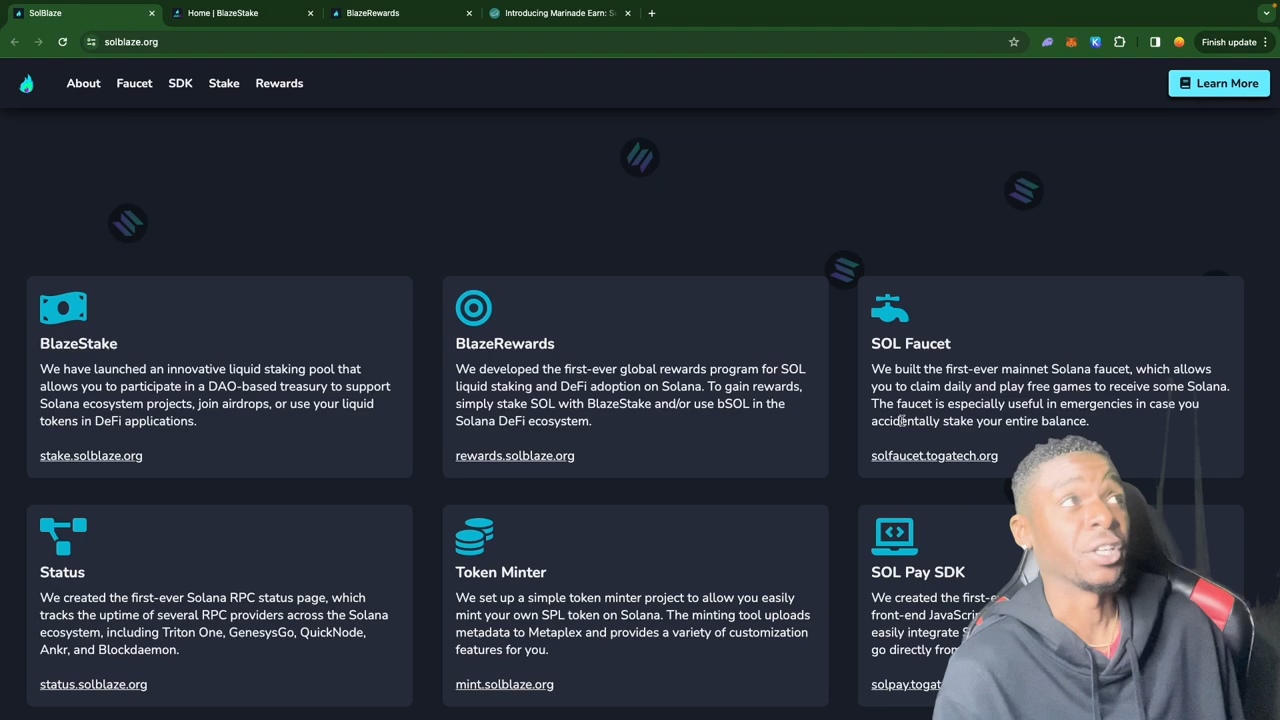 SolBlaze
Home | BlazeStake
BlazeRewards
Introducing Marinade Earn: S
solblaze.org
Finish update
About
Faucet
SDK
Stake
Rewards
Learn More
BlazeStake
We have launched an innovative liquid staking pool that
allows you to participate in a DAO-based treasury to support
Solana ecosystem projects, join airdrops, or use your liquid
tokens in DeFi applications.
stake.solblaze.org
BlazeRewards
We developed the first-ever global rewards program for SOL
liquid staking and DeFi adoption on Solana. To gain rewards,
simply stake SOL with BlazeStake and/or use bSOL in the
Solana DeFi ecosystem.
rewards.solblaze.org
SOL Faucet
We built the first-ever mainnet Solana faucet, which allows
you to claim daily and play free games to receive some Solana.
The faucet is especially useful in emergencies in case you
accidentally stake your entire balance.
solfaucet.togatech.org
Status
We created the first-ever Solana RPC status page, which
tracks the uptime of several RPC providers across the Solana
ecosystem, including Triton One, GenesysGo, QuickNode,
Ankr, and Blockdaemon.
status.solblaze.org
Token Minter
We set up a simple token minter project to allow you easily
mint your own SPL token on Solana. The minting tool uploads
metadata to Metaplex and provides a variety of customization
features for you.
mint.solblaze.org
SOL Pay SDK
We created the first-e
front-end JavaScri
easily integrate S
go directly from
solpay.togat